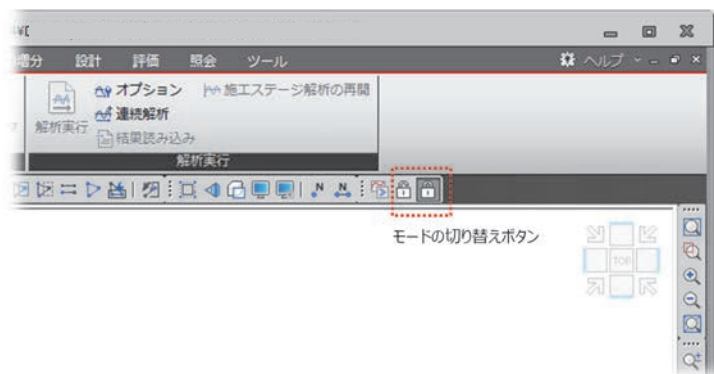 増分 設計 評価 照会 ツール ヘルプ
オプション 施工ステージ解析の再開
解析実行 連続解析
結果読み込み
解析実行
N N
モードの切り替えボタン
TOP